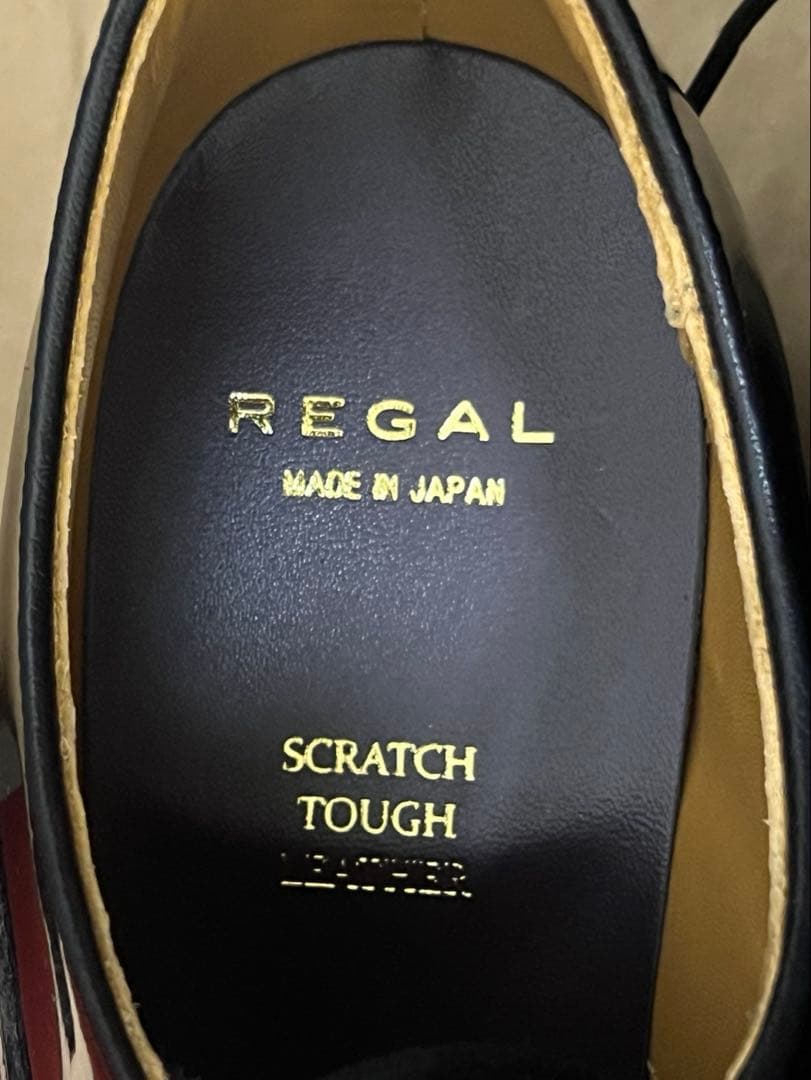 REGAL
MADE IN JAPAN
SCRATCH
TOUGH
LEATHER